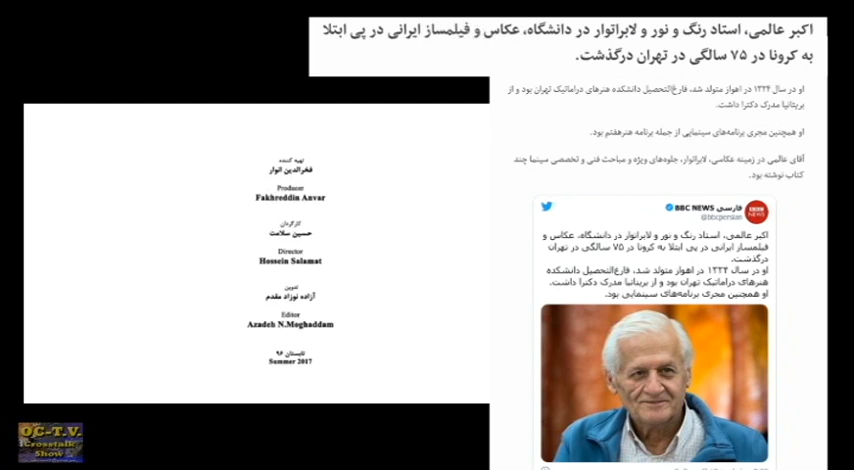 اکبر عالمی، استاد رنگ و نور و لابراتوار در دانشگاه، عکاس و فیلمساز ایرانی در پی ابتلا
به کرونا در ۷۵ سالگی در تهران درگذشت.
او در سال ۱۳۲۴ در اهواز متولد شد، فارغ‌التحصیل دانشکده هنرهای دراماتیک تهران بود و از
بریتانیا مدرک دکترا داشت.
او همچنین مجری برنامه‌های سینمایی از جمله برنامه هنرهفتم بود.
آقای عالمی در زمینه عکاسی، لابراتوار، جلوه‌های ویژه و مباحث فنی و تخصصی سینما چند
کتاب نوشته بود.
تهیه کننده
فخرالدین انوار
Producer
Fakhreddin Anvar
کارگردان
حسین سلامت
Director
Hossein Salamat
تدوین
آزاده نوزاد مقدم
Editor
Azadeh N.Moghaddam
تابستان ۹۶
Summer 2017
BBC NEWS فارسی
@bbcpersian
BBC
NEWS
اکبر عالمی، استاد رنگ و نور و لابراتوار در دانشگاه، عکاس و
فیلمساز ایرانی در پی ابتلا به کرونا در ۷۵ سالگی در تهران
درگذشت.
او در سال ۱۳۲۴ در اهواز متولد شد، فارغ‌التحصیل دانشکده
هنرهای دراماتیک تهران بود و از بریتانیا مدرک دکترا داشت.
او همچنین مجری برنامه‌های سینمایی بود.
OC-T.V.
Crosstalk
Show